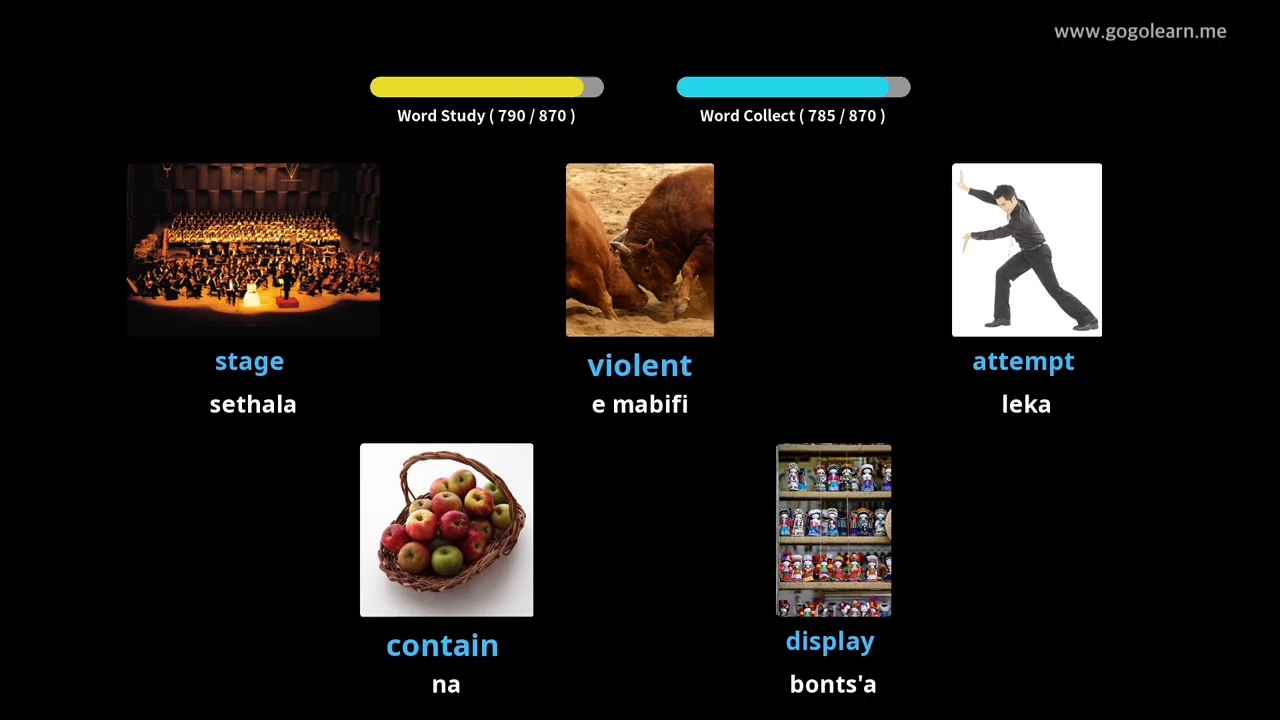 www.gogolearn.me
Word Study ( 790 / 870 )
Word Collect ( 785 / 870 )
stage
violent
attempt
sethala
e mabifi
leka
contain
display
na
bonts'a